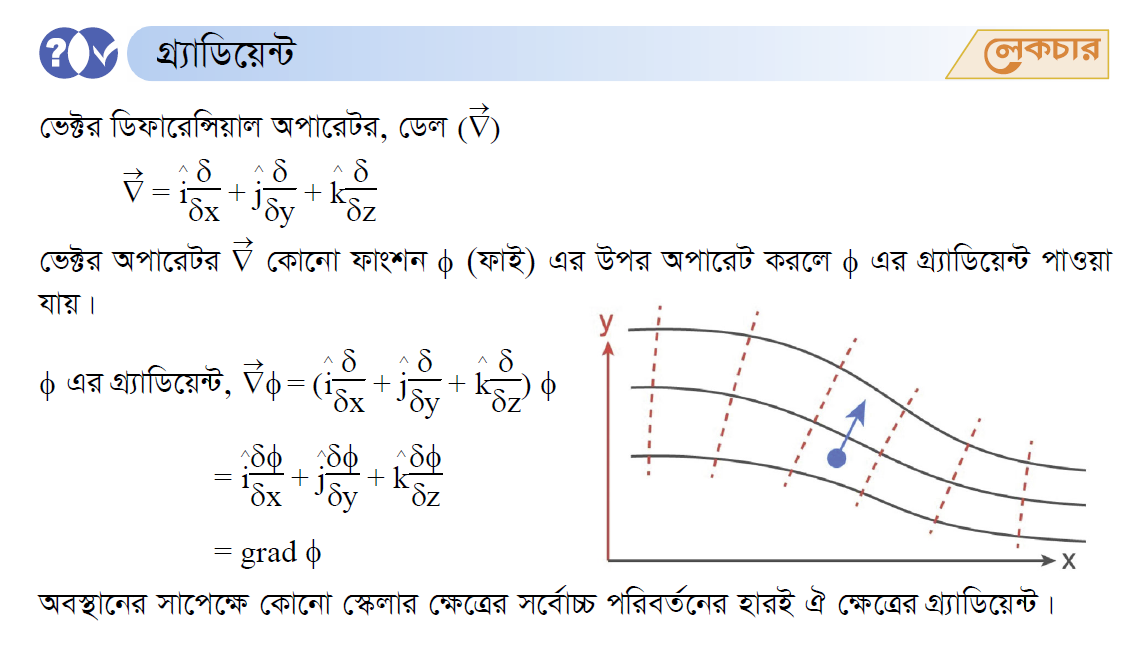 গ্র্যাডিয়েন্ট
লেকচার
ভেক্টর ডিফারেন্সিয়াল অপারেটর, ডেল (∇⃗)
∇⃗ = î δ/δx + ĵ δ/δy + k̂ δ/δz
ভেক্টর অপারেটর ∇⃗ কোনো ফাংশন ϕ (ফাই) এর উপর অপারেট করলে ϕ এর গ্র্যাডিয়েন্ট পাওয়া
যায়।
ϕ এর গ্র্যাডিয়েন্ট, ∇⃗ϕ = (î δ/δx + ĵ δ/δy + k̂ δ/δz) ϕ
= î δϕ/δx + ĵ δϕ/δy + k̂ δϕ/δz
= grad ϕ
y
x
অবস্থানের সাপেক্ষে কোনো স্কেলার ক্ষেত্রের সর্বোচ্চ পরিবর্তনের হারই ঐ ক্ষেত্রের গ্র্যাডিয়েন্ট।